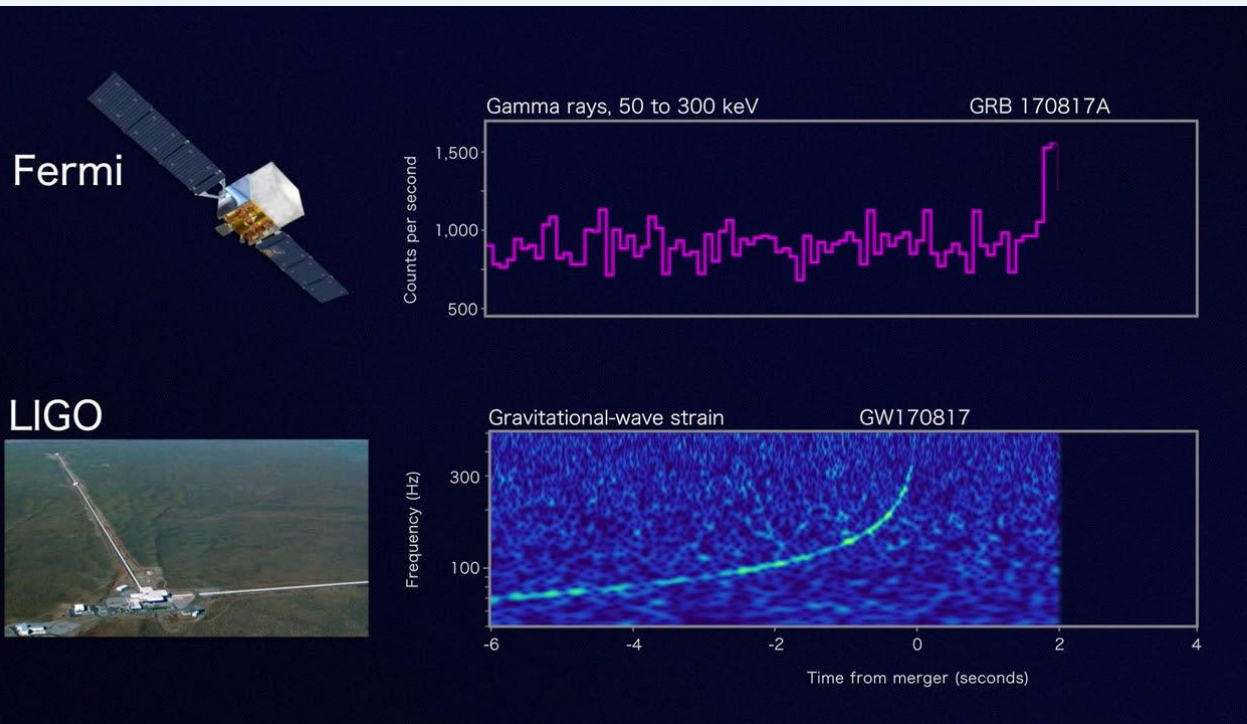 Fermi
Gamma rays, 50 to 300 keV
GRB 170817A
Counts per second
1,500
1,000
500
LIGO
Gravitational-wave strain
GW170817
Frequency (Hz)
300
100
-6
-4
-2
0
2
4
Time from merger (seconds)